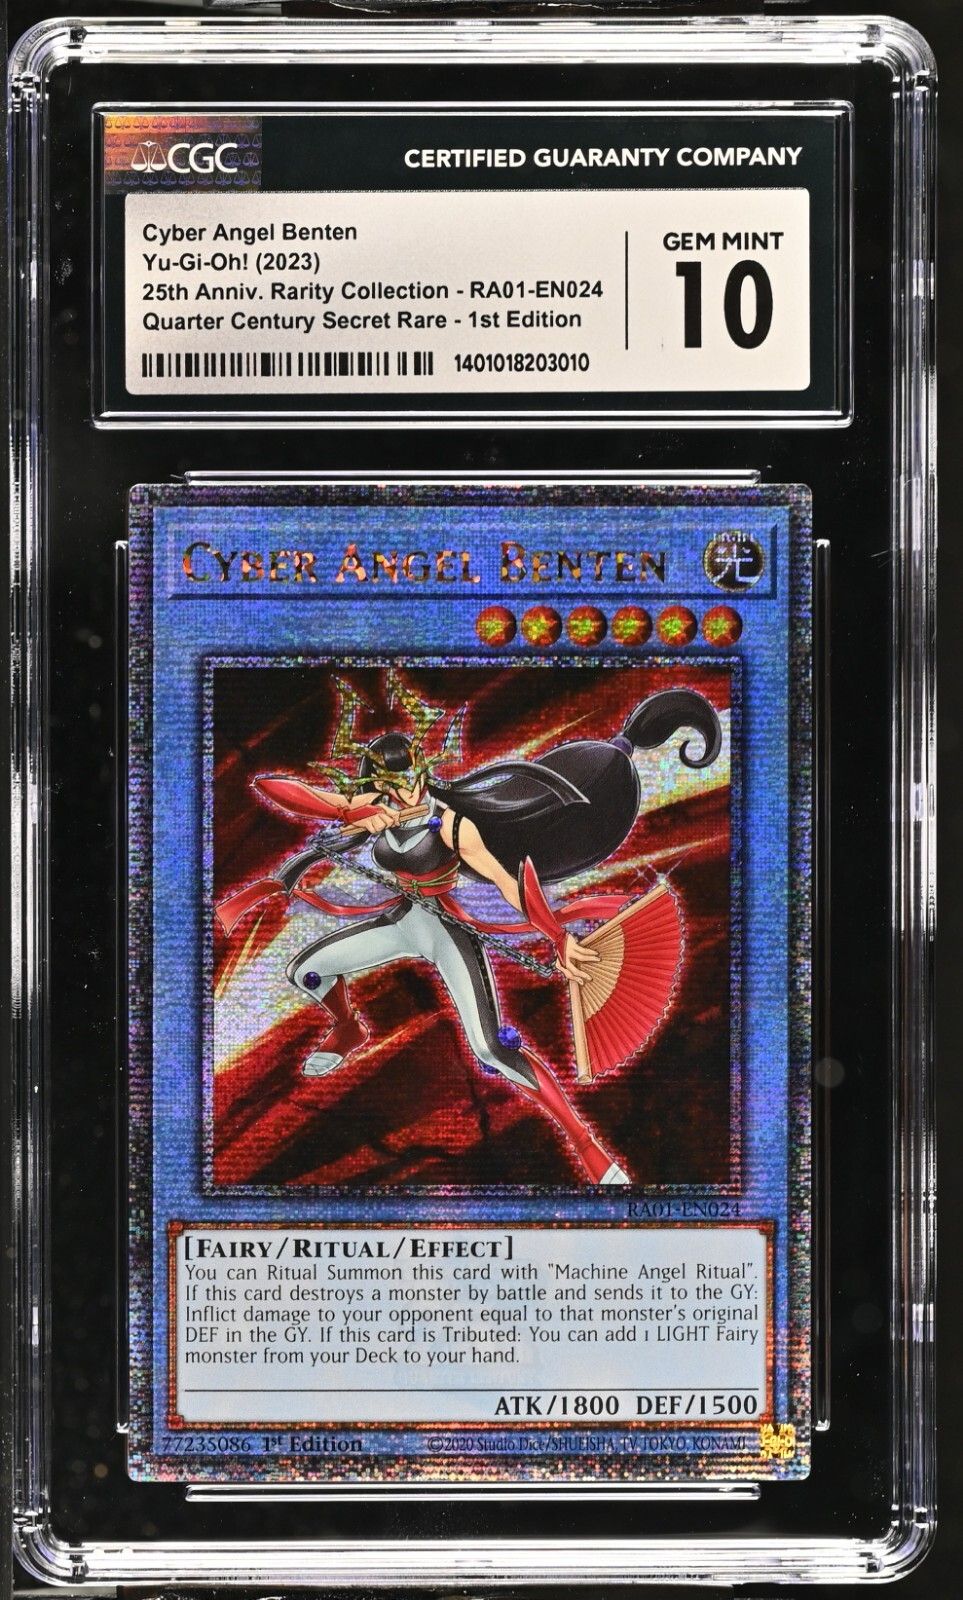 CGC
CERTIFIED GUARANTY COMPANY
Cyber Angel Benten
Yu-Gi-Oh! (2023)
25th Anniv. Rarity Collection - RA01-EN024
Quarter Century Secret Rare - 1st Edition
1401018203010
GEM MINT
10
CYBER ANGEL BENTEN
光
RA01-EN024
[FAIRY/RITUAL/EFFECT]
You can Ritual Summon this card with "Machine Angel Ritual".
If this card destroys a monster by battle and sends it to the GY:
Inflict damage to your opponent equal to that monster's original
DEF in the GY. If this card is Tributed: You can add 1 LIGHT Fairy
monster from your Deck to your hand.
ATK/1800 DEF/1500
77235086 1st Edition ©2020 Studio Dice/SHUEISHA, TV TOKYO, KONAMI